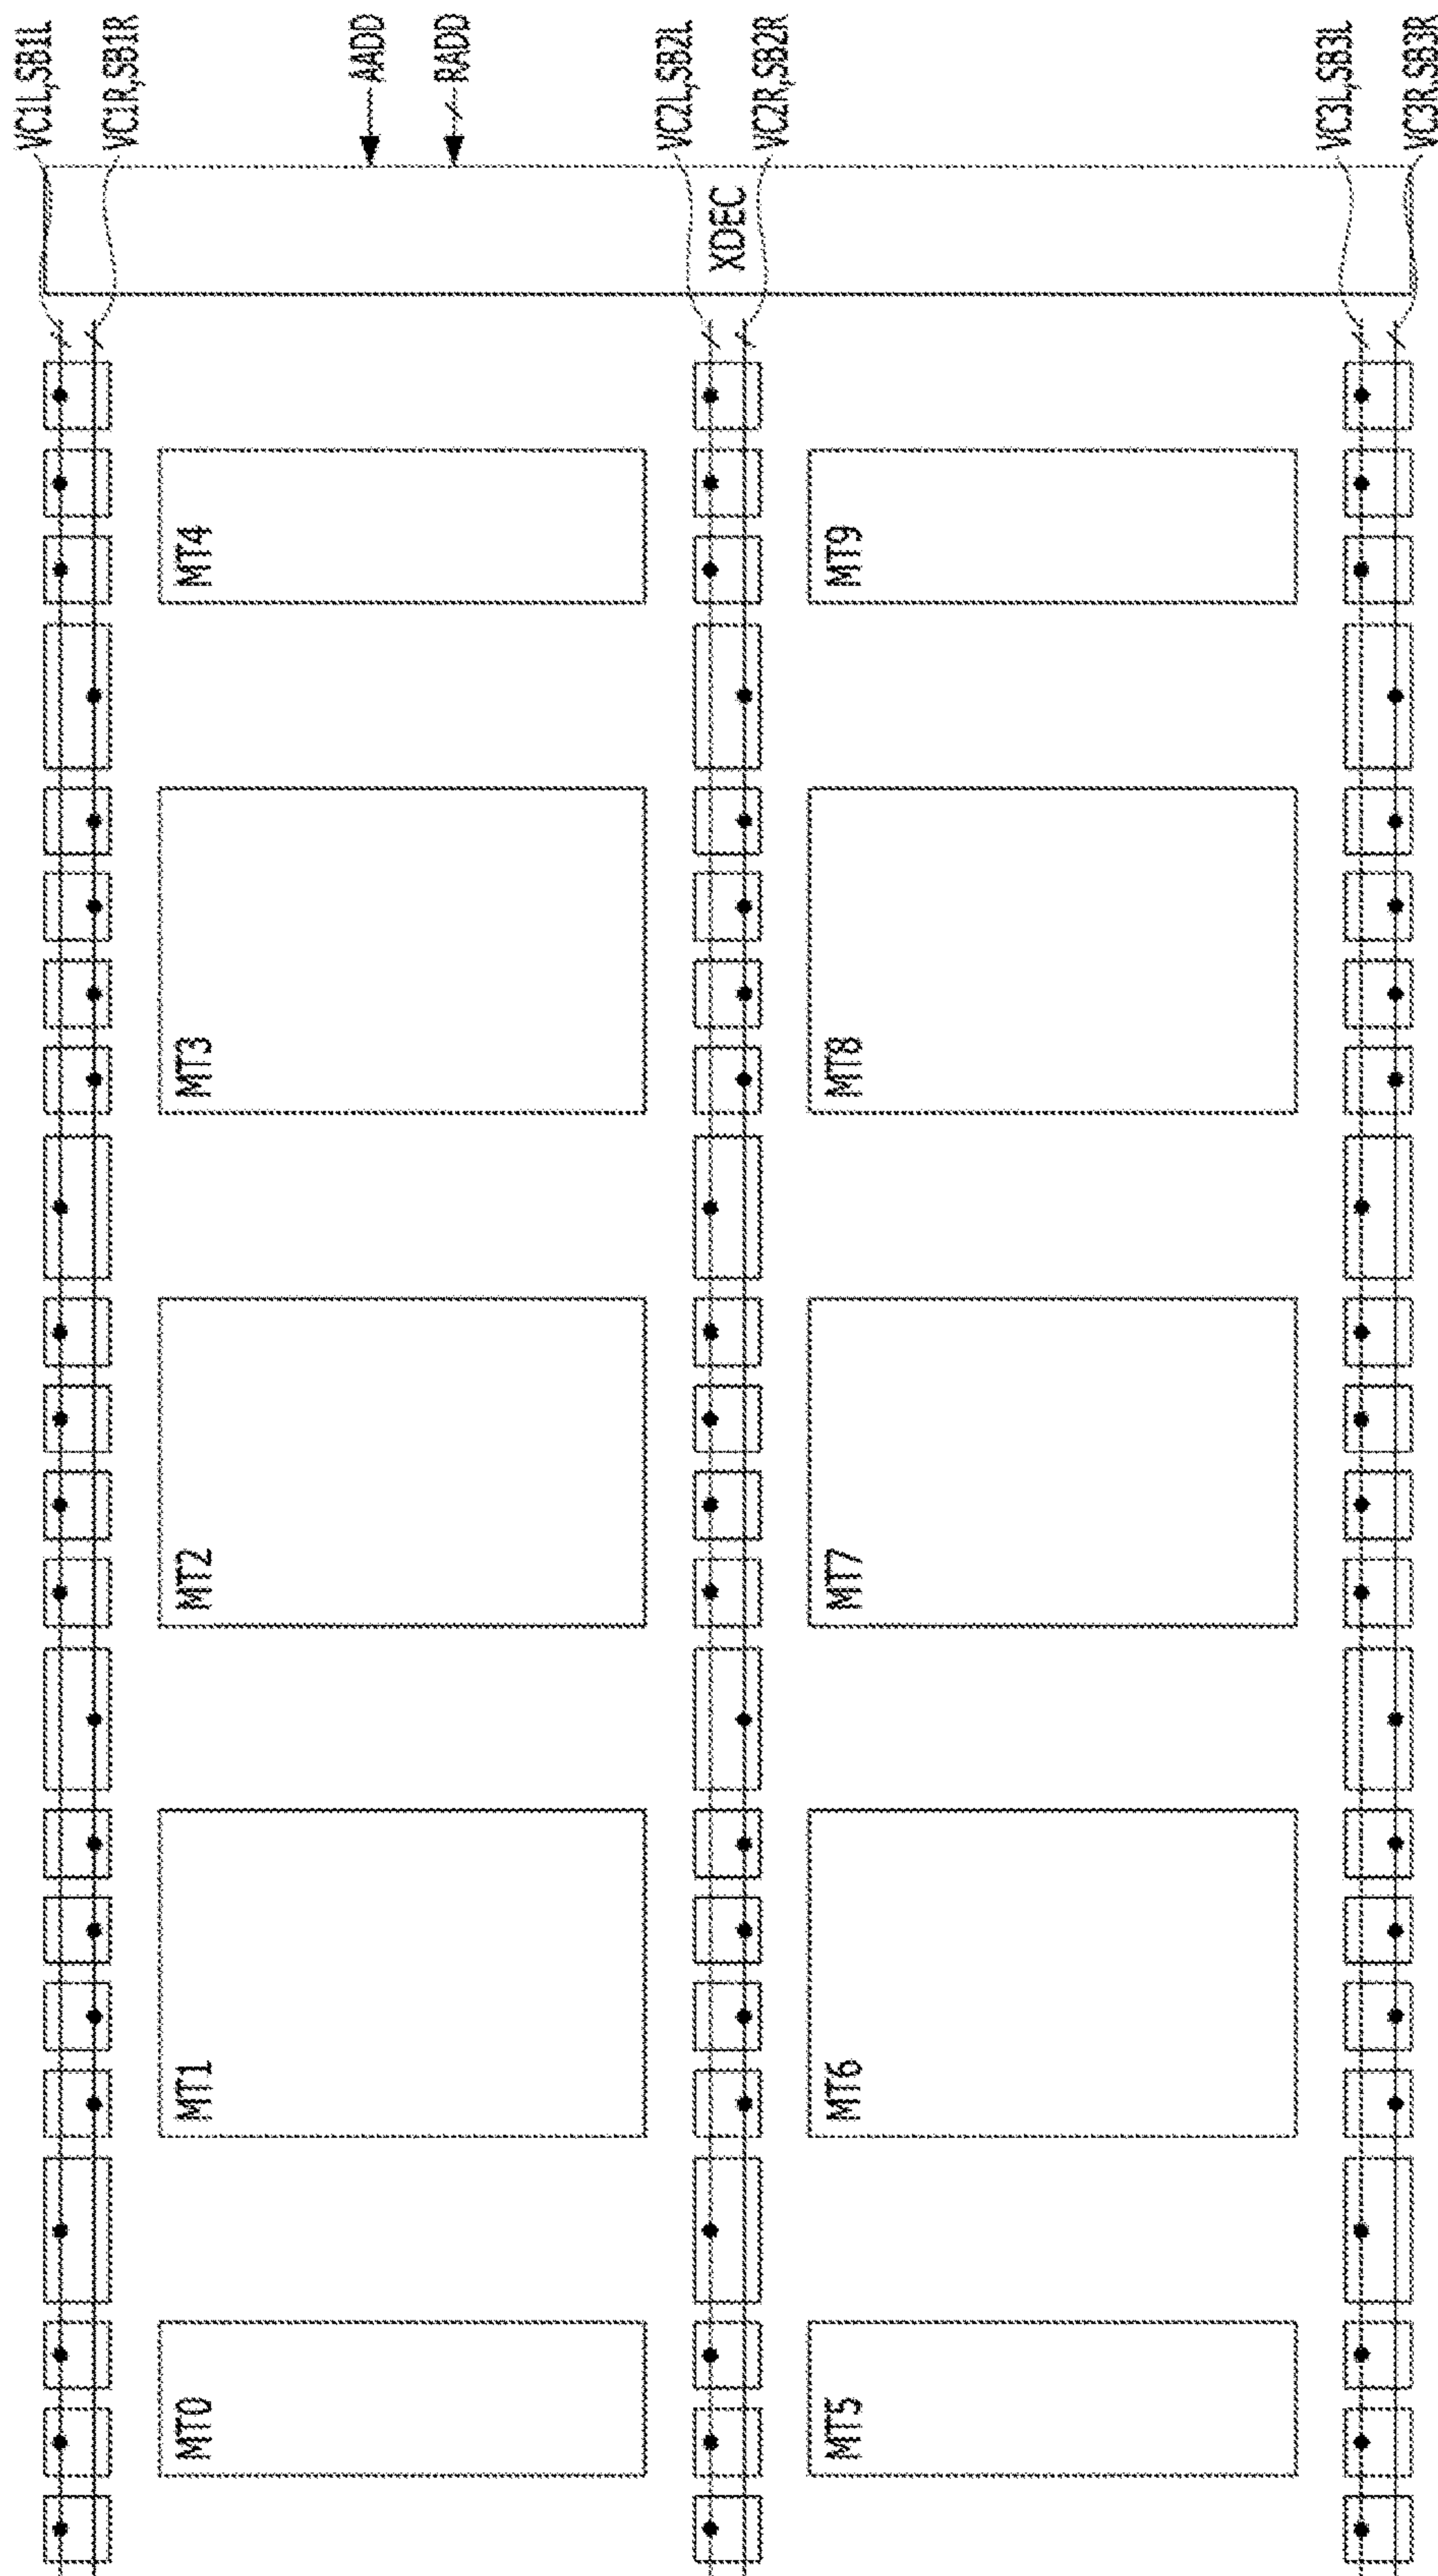 VC1L,SB1L
VC1R,SB1R
AADD
RADD
VC2L,SB2L
VC2R,SB2R
VC3L,SB3L
VC3R,SB3R
XDEC
MT4
MT9
MT3
MT8
MT2
MT7
MT1
MT6
MT0
MT5